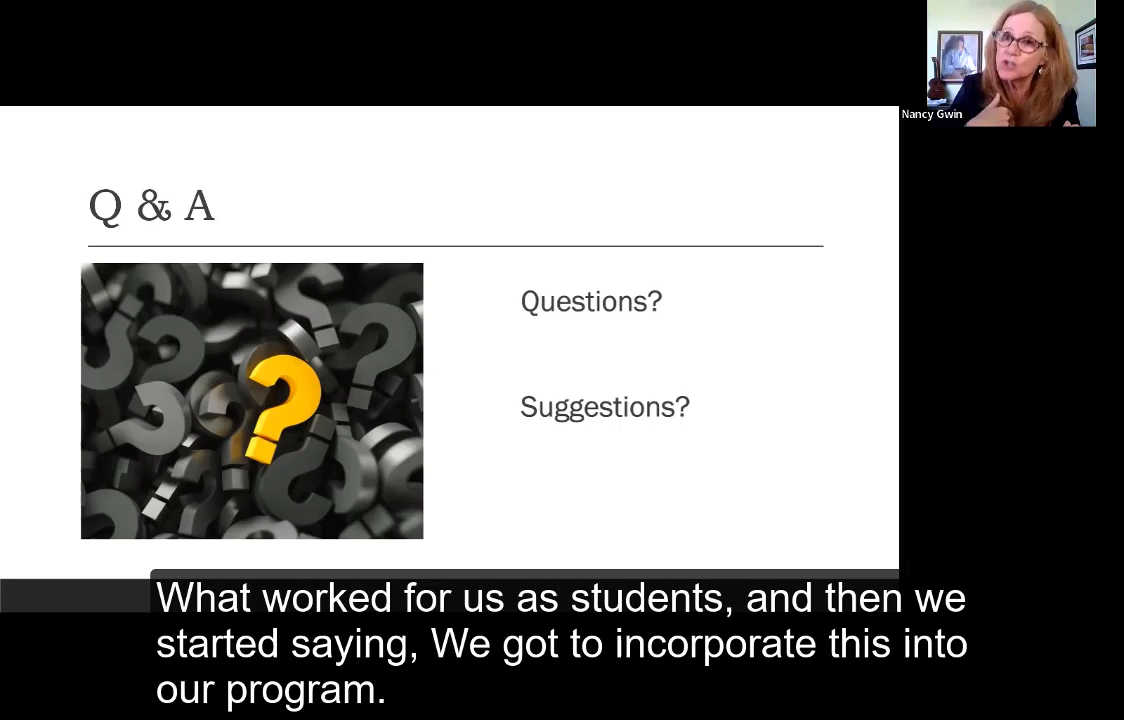 Nancy Gwin
Q & A
Questions?
Suggestions?
What worked for us as students, and then we
started saying, We got to incorporate this into
our program.